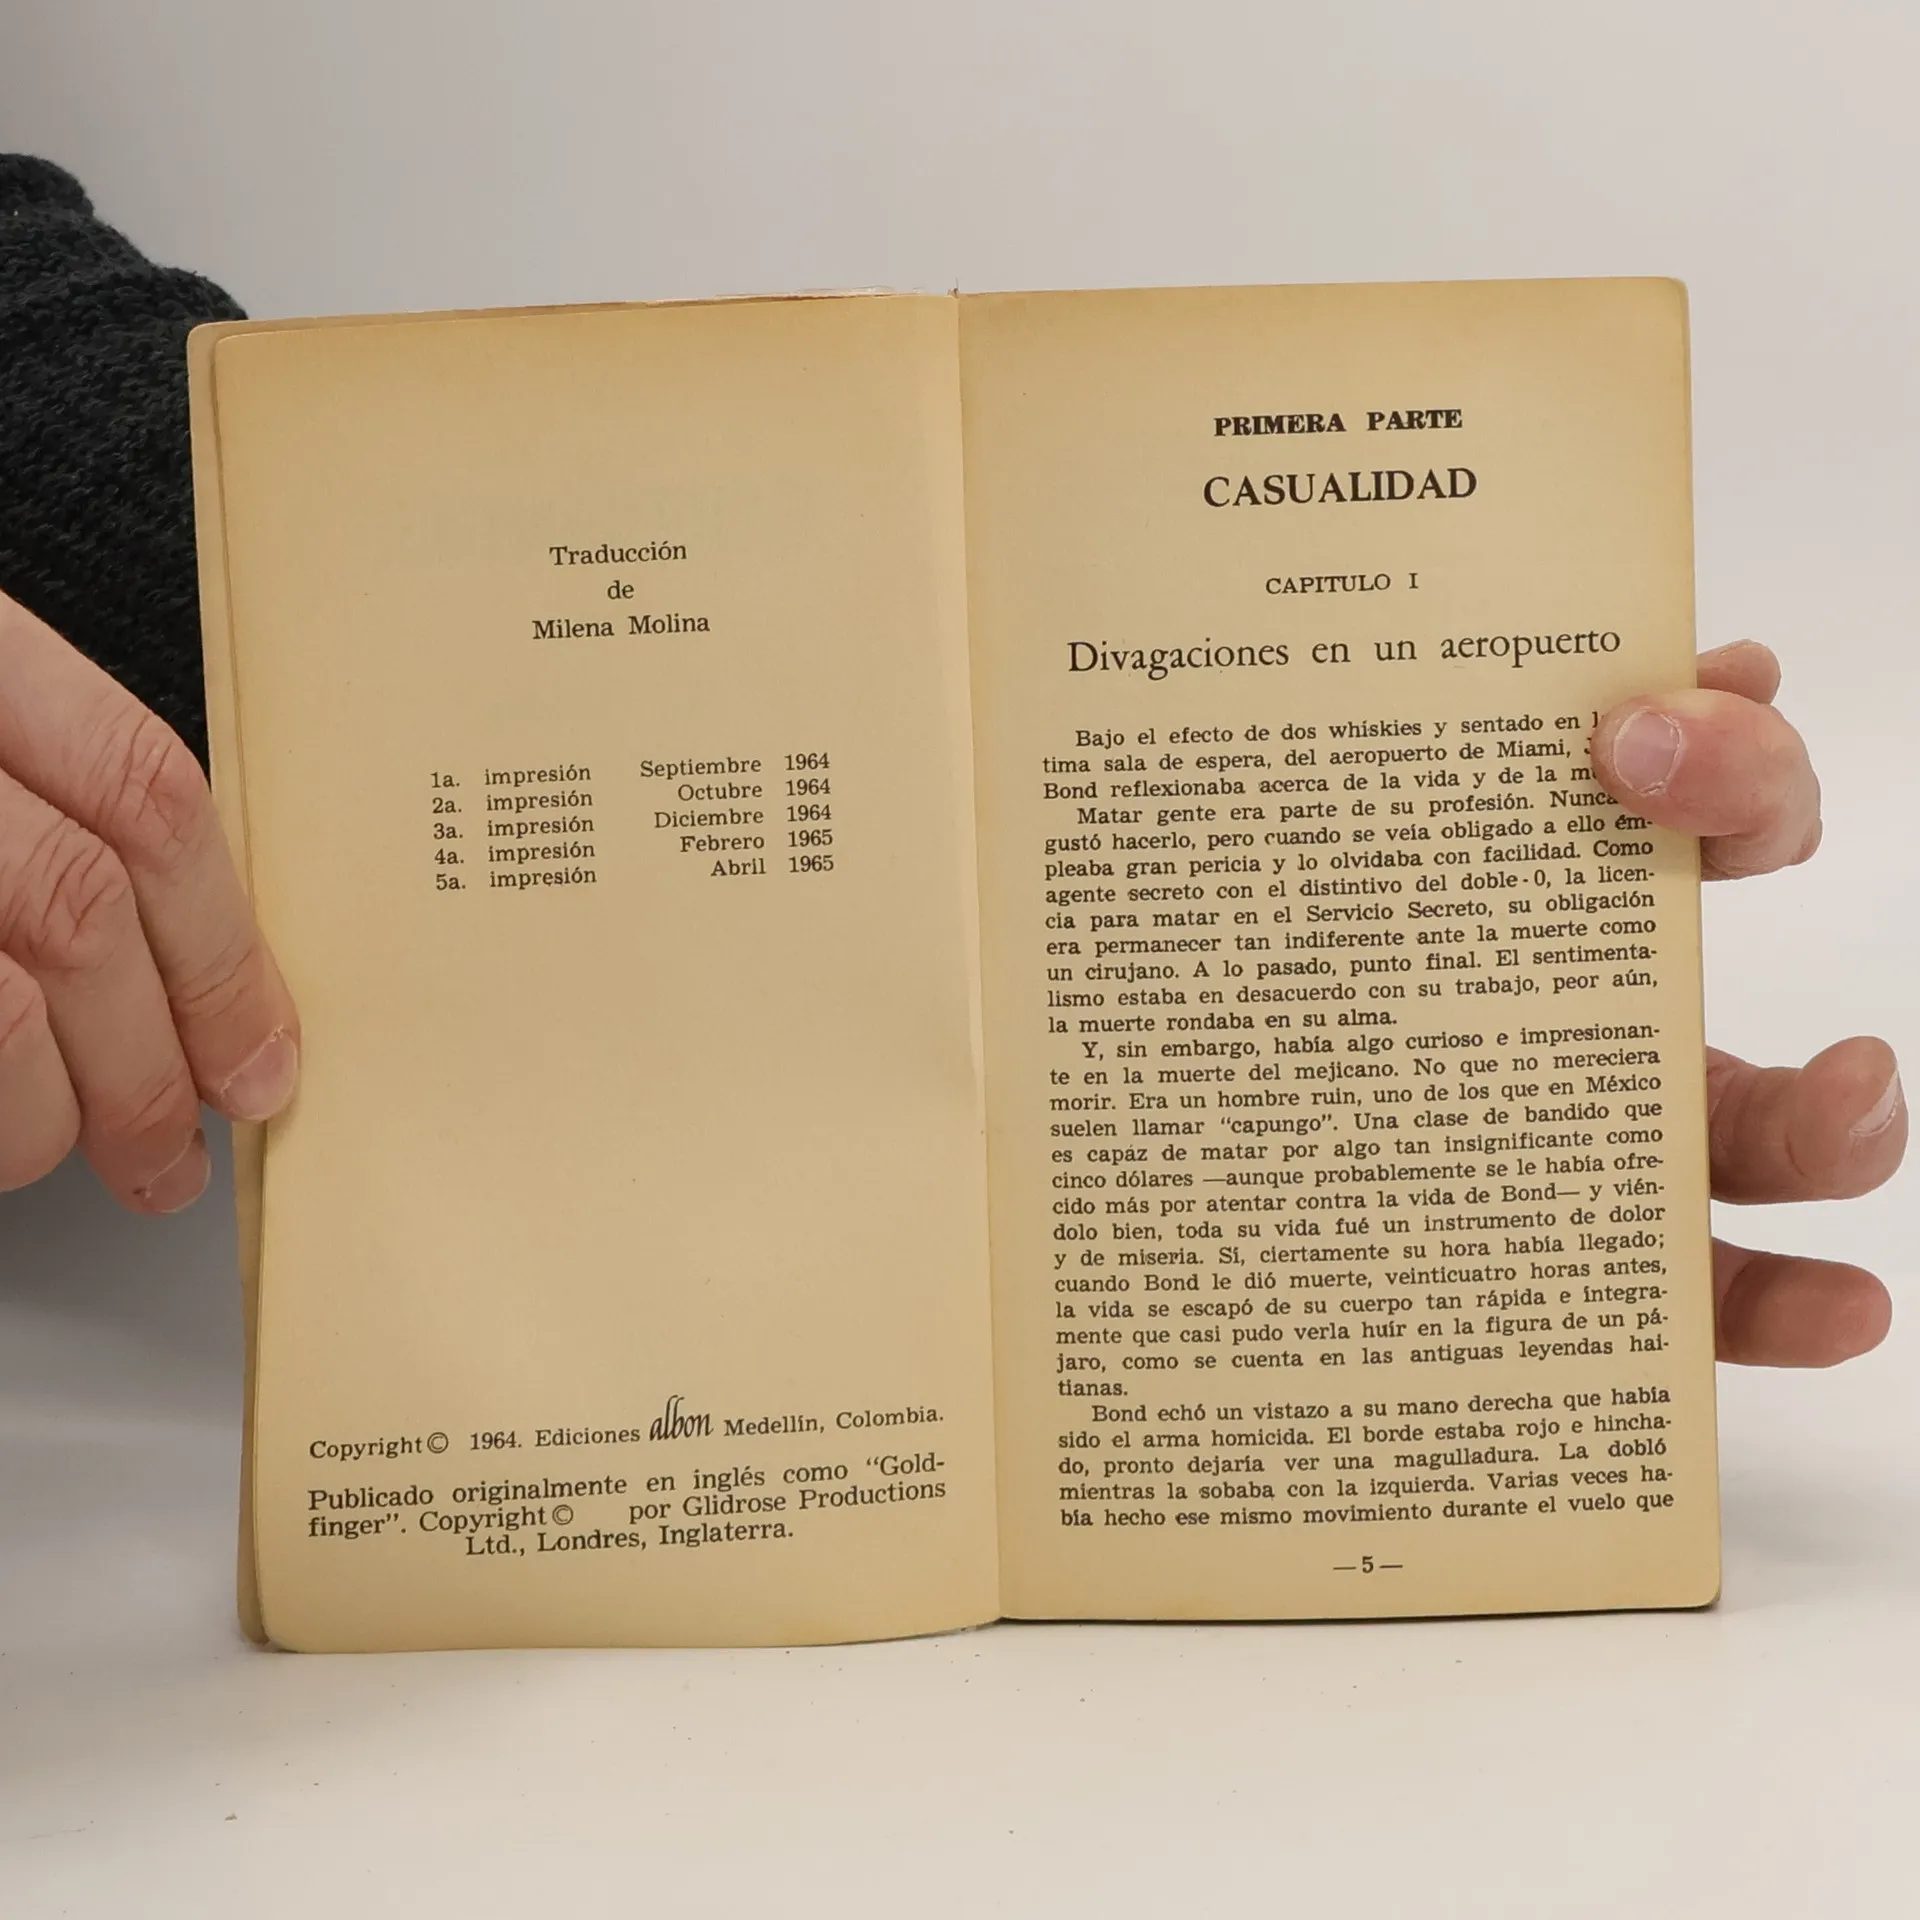 Traducción
de
Milena Molina
1a. impresión Septiembre 1964
2a. impresión Octubre 1964
3a. impresión Diciembre 1964
4a. impresión Febrero 1965
5a. impresión Abril 1965
Copyright © 1964. Ediciones albon Medellín, Colombia.
Publicado originalmente en inglés como “Gold-
finger”. Copyright © por Glidrose Productions
Ltd., Londres, Inglaterra.
PRIMERA PARTE
CASUALIDAD
CAPITULO I
Divagaciones en un aeropuerto
Bajo el efecto de dos whiskies y sentado en
tima sala de espera, del aeropuerto de Miami,
Bond reflexionaba acerca de la vida y de la
Matar gente era parte de su profesión. Nunca
gustó hacerlo, pero cuando se veía obligado a ello ém-
pleaba gran pericia y lo olvidaba con facilidad. Como
agente secreto con el distintivo del doble-0, la licen-
cia para matar en el Servicio Secreto, su obligación
era permanecer tan indiferente ante la muerte como
un cirujano. A lo pasado, punto final. El sentimenta-
lismo estaba en desacuerdo con su trabajo, peor aún,
la muerte rondaba en su alma.
Y, sin embargo, había algo curioso e impresionan-
te en la muerte del mejicano. No que no mereciera
morir. Era un hombre ruin, uno de los que en México
suelen llamar “capungo”. Una clase de bandido que
es capáz de matar por algo tan insignificante como
cinco dólares —aunque probablemente se le había ofre-
cido más por atentar contra la vida de Bond— y vién-
dolo bien, toda su vida fué un instrumento de dolor
y de miseria. Sí, ciertamente su hora había llegado;
cuando Bond le dió muerte, veinticuatro horas antes,
la vida se escapó de su cuerpo tan rápida e íntegra-
mente que casi pudo verla huír en la figura de un pá-
jaro, como se cuenta en las antiguas leyendas hai-
tianas.
Bond echó un vistazo a su mano derecha que había
sido el arma homicida. El borde estaba rojo e hincha-
do, pronto dejaría ver una magulladura. La dobló
mientras la sobaba con la izquierda. Varias veces ha-
bía hecho ese mismo movimiento durante el vuelo que
—5—